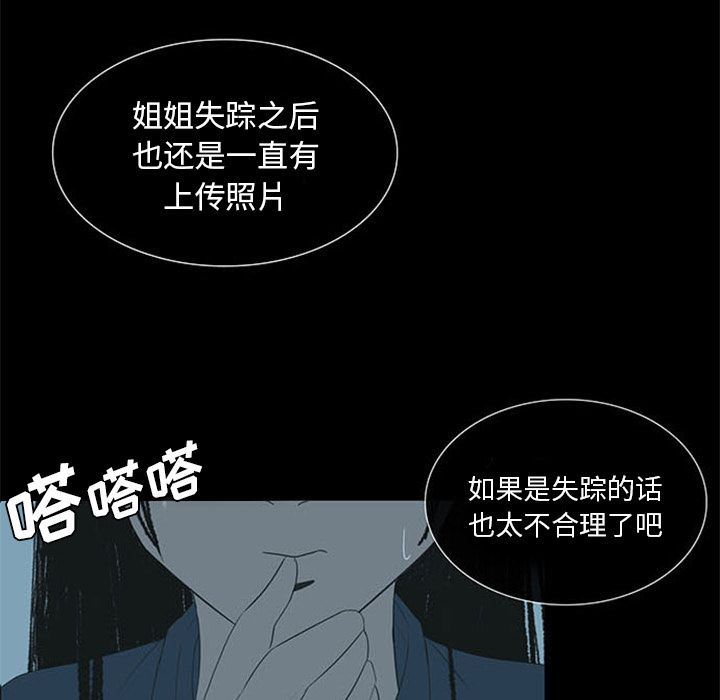 姐姐失踪之后
也还是一直有
上传照片
嗒嗒嗒
如果是失踪的话
也太不合理了吧